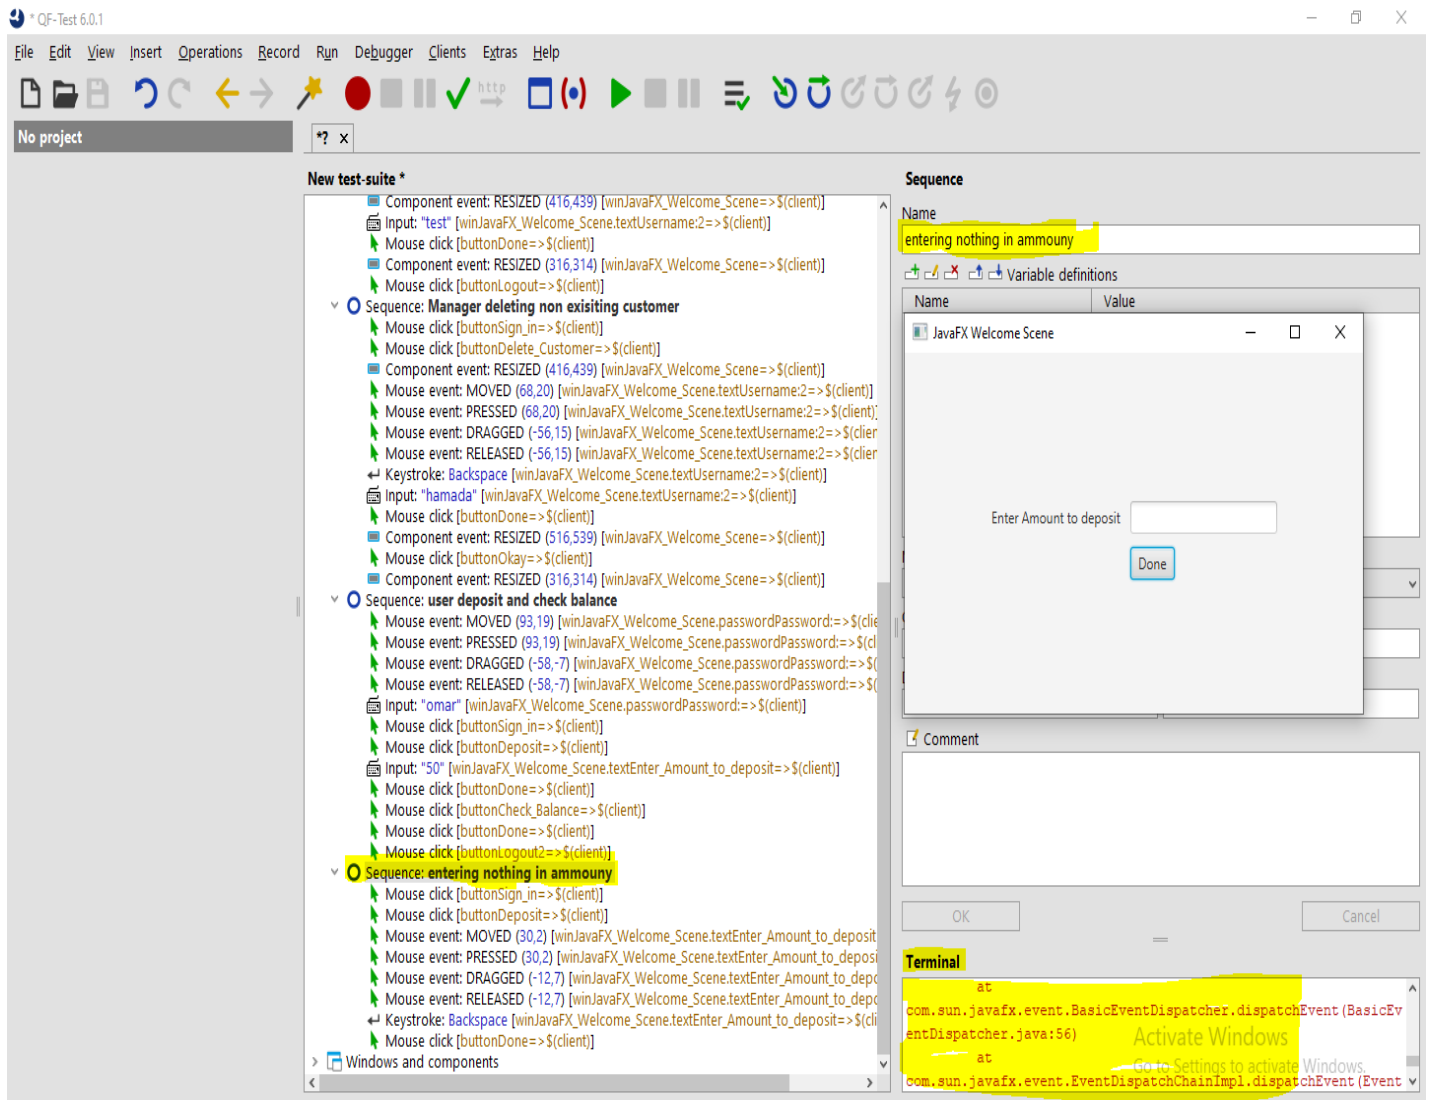 * QF-Test 6.0.1
File Edit View Insert Operations Record Run Debugger Clients Extras Help
http
No project
*? x
New test-suite *
Component event: RESIZED (416,439) [winJavaFX_Welcome_Scene=>$(client)]
Input: "test" [winJavaFX_Welcome_Scene.textUsername:2=>$(client)]
Mouse click [buttonDone=>$(client)]
Component event: RESIZED (316,314) [winJavaFX_Welcome_Scene=>$(client)]
Mouse click [buttonLogout=>$(client)]
Sequence: Manager deleting non exisiting customer
Mouse click [buttonSign_in=>$(client)]
Mouse click [buttonDelete_Customer=>$(client)]
Component event: RESIZED (416,439) [winJavaFX_Welcome_Scene=>$(client)]
Mouse event: MOVED (68,20) [winJavaFX_Welcome_Scene.textUsername:2=>$(client)]
Mouse event: PRESSED (68,20) [winJavaFX_Welcome_Scene.textUsername:2=>$(client)]
Mouse event: DRAGGED (-56,15) [winJavaFX_Welcome_Scene.textUsername:2=>$(clien
Mouse event: RELEASED (-56,15) [winJavaFX_Welcome_Scene.textUsername:2=>$(clien
Keystroke: Backspace [winJavaFX_Welcome_Scene.textUsername:2=>$(client)]
Input: "hamada" [winJavaFX_Welcome_Scene.textUsername:2=>$(client)]
Mouse click [buttonDone=>$(client)]
Component event: RESIZED (516,539) [winJavaFX_Welcome_Scene=>$(client)]
Mouse click [buttonOkay=>$(client)]
Component event: RESIZED (316,314) [winJavaFX_Welcome_Scene=>$(client)]
Sequence: user deposit and check balance
Mouse event: MOVED (93,19) [winJavaFX_Welcome_Scene.passwordPassword:=>$(clie
Mouse event: PRESSED (93,19) [winJavaFX_Welcome_Scene.passwordPassword:=>$(cl
Mouse event: DRAGGED (-58,-7) [winJavaFX_Welcome_Scene.passwordPassword:=>$(
Mouse event: RELEASED (-58,-7) [winJavaFX_Welcome_Scene.passwordPassword:=>$(
Input: "omar" [winJavaFX_Welcome_Scene.passwordPassword:=>$(client)]
Mouse click [buttonSign_in=>$(client)]
Mouse click [buttonDeposit=>$(client)]
Input: "50" [winJavaFX_Welcome_Scene.textEnter_Amount_to_deposit=>$(client)]
Mouse click [buttonDone=>$(client)]
Mouse click [buttonCheck_Balance=>$(client)]
Mouse click [buttonDone=>$(client)]
Mouse click [buttonLogout2=>$(client)]
Sequence: entering nothing in ammouny
Mouse click [buttonSign_in=>$(client)]
Mouse click [buttonDeposit=>$(client)]
Mouse event: MOVED (30,2) [winJavaFX_Welcome_Scene.textEnter_Amount_to_deposit
Mouse event: PRESSED (30,2) [winJavaFX_Welcome_Scene.textEnter_Amount_to_deposi
Mouse event: DRAGGED (-12,7) [winJavaFX_Welcome_Scene.textEnter_Amount_to_depo
Mouse event: RELEASED (-12,7) [winJavaFX_Welcome_Scene.textEnter_Amount_to_depo
Keystroke: Backspace [winJavaFX_Welcome_Scene.textEnter_Amount_to_deposit=>$(cli
Mouse click [buttonDone=>$(client)]
Windows and components
Sequence
Name
entering nothing in ammouny
Variable definitions
Name Value
JavaFX Welcome Scene
Enter Amount to deposit
Done
Comment
OK Cancel
Terminal
at
com.sun.javafx.event.BasicEventDispatcher.dispatchEvent(BasicEv
entDispatcher.java:56)
at
com.sun.javafx.event.EventDispatchChainImpl.dispatchEvent(Event
Activate Windows
Go to Settings to activate Windows.